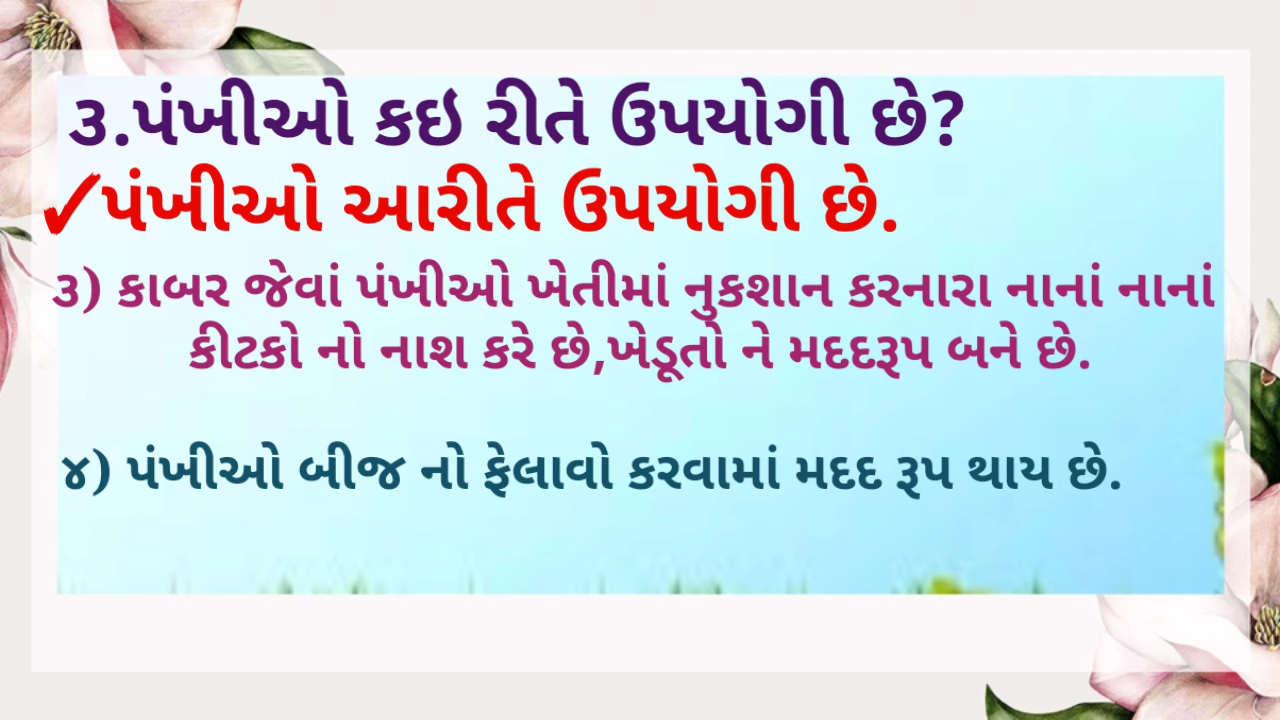 ૩.પંખીઓ કઇ રીતે ઉપયોગી છે?
✓પંખીઓ આરીતે ઉપયોગી છે.
૩) કાબર જેવાં પંખીઓ ખેતીમાં નુકશાન કરનારા નાનાં નાનાં
કીટકો નો નાશ કરે છે,ખેડૂતો ને મદદરૂપ બને છે.
૪) પંખીઓ બીજ નો ફેલાવો કરવામાં મદદ રૂપ થાય છે.